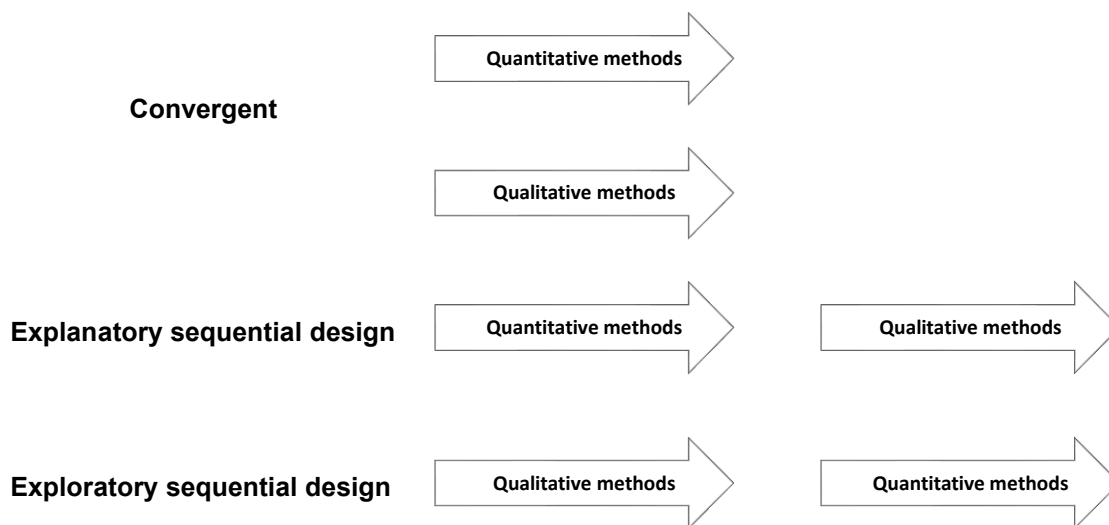 Quantitative methods
Convergent
Qualitative methods
Explanatory sequential design
Quantitative methods
Qualitative methods
Exploratory sequential design
Qualitative methods
Quantitative methods